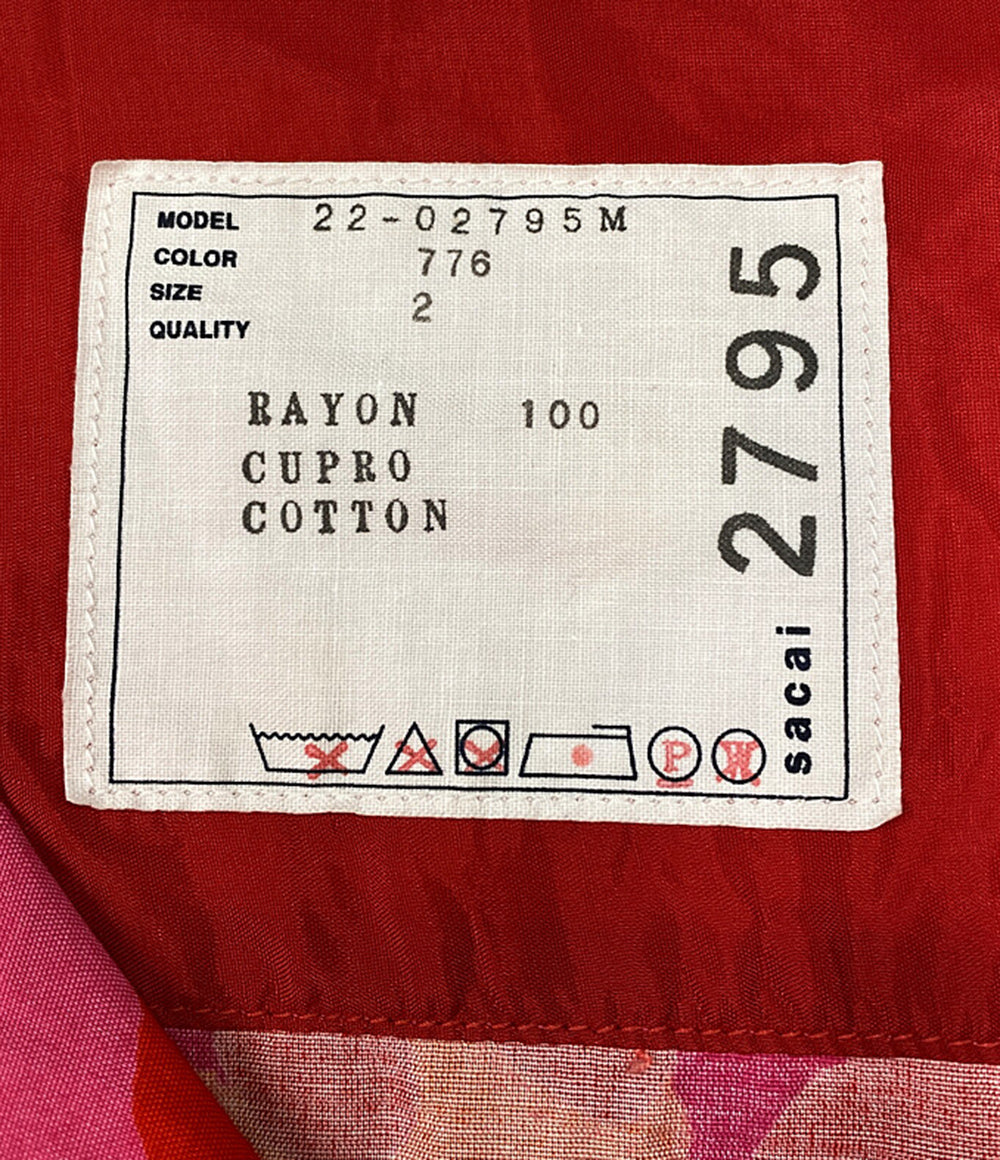 MODEL 22-02795M
COLOR 776
SIZE 2
QUALITY
RAYON 100
CUPRO
COTTON
P W
sacai 2795